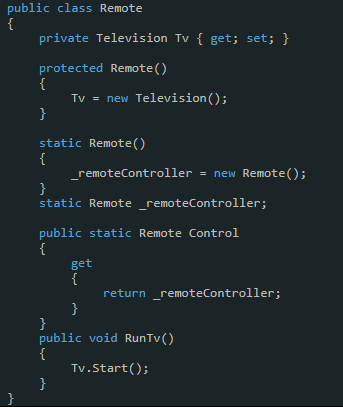 public class Remote
{
    private Television Tv { get; set; }

    protected Remote()
    {
        Tv = new Television();
    }

    static Remote()
    {
        _remoteController = new Remote();
    }
    static Remote _remoteController;

    public static Remote Control
    {
        get
        {
            return _remoteController;
        }
    }
    public void RunTv()
    {
        Tv.Start();
    }
}